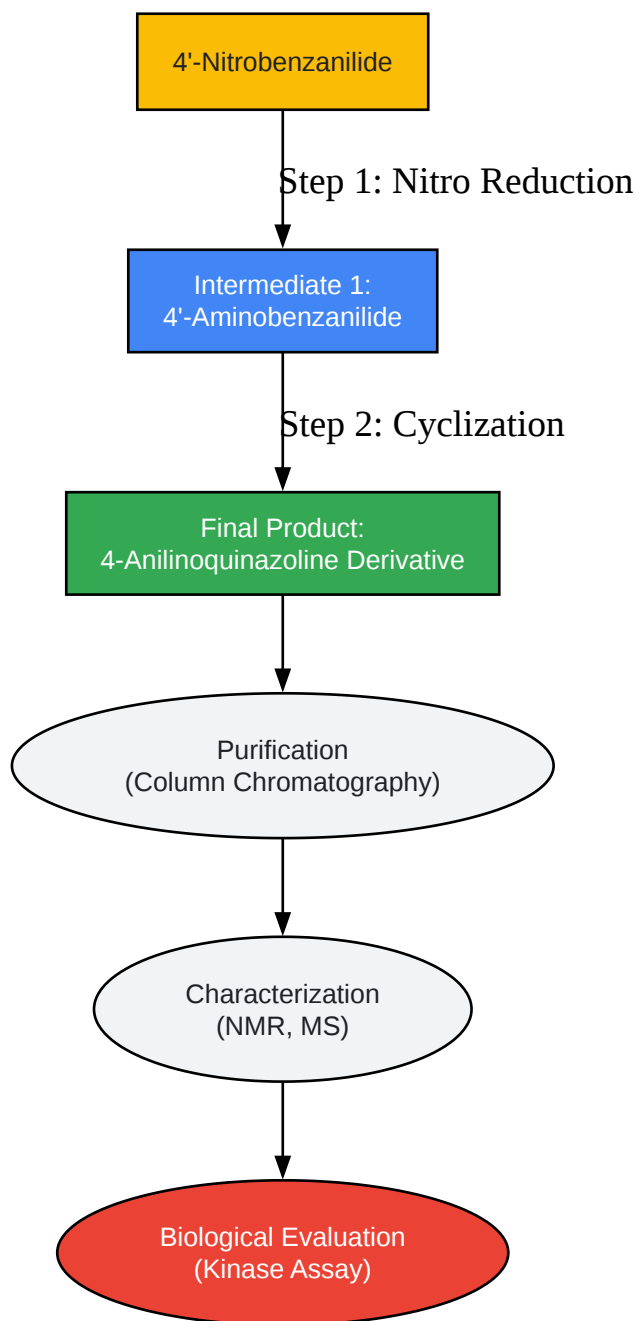 4'-Nitrobenzanilide
Step 1: Nitro Reduction
Intermediate 1:
4'-Aminobenzanilide
Step 2: Cyclization
Final Product:
4-Anilinoquinazoline Derivative
Purification
(Column Chromatography)
Characterization
(NMR, MS)
Biological Evaluation
(Kinase Assay)